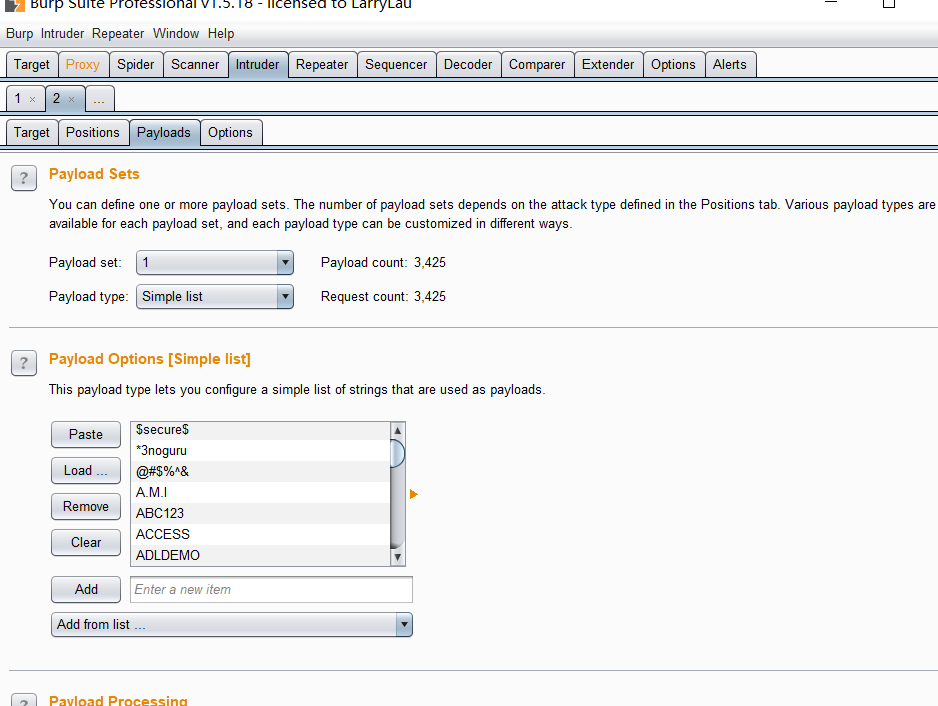 Burp Suite Professional v1.5.18 - licensed to LarryLau
Burp Intruder Repeater Window Help
Target Proxy Spider Scanner Intruder Repeater Sequencer Decoder Comparer Extender Options Alerts
1 × 2 × ...
Target Positions Payloads Options
? Payload Sets
You can define one or more payload sets. The number of payload sets depends on the attack type defined in the Positions tab. Various payload types are
available for each payload set, and each payload type can be customized in different ways.
Payload set: 1 Payload count: 3,425
Payload type: Simple list Request count: 3,425
? Payload Options [Simple list]
This payload type lets you configure a simple list of strings that are used as payloads.
Paste
Load ...
Remove
Clear
$secure$
*3noguru
@#$%^&
A.M.I
ABC123
ACCESS
ADLDEMO
Add Enter a new item
Add from list ...
? Payload Processing